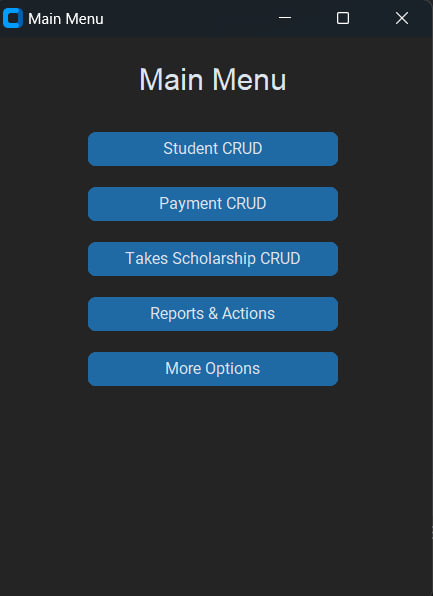 Main Menu
Main Menu
Student CRUD
Payment CRUD
Takes Scholarship CRUD
Reports & Actions
More Options